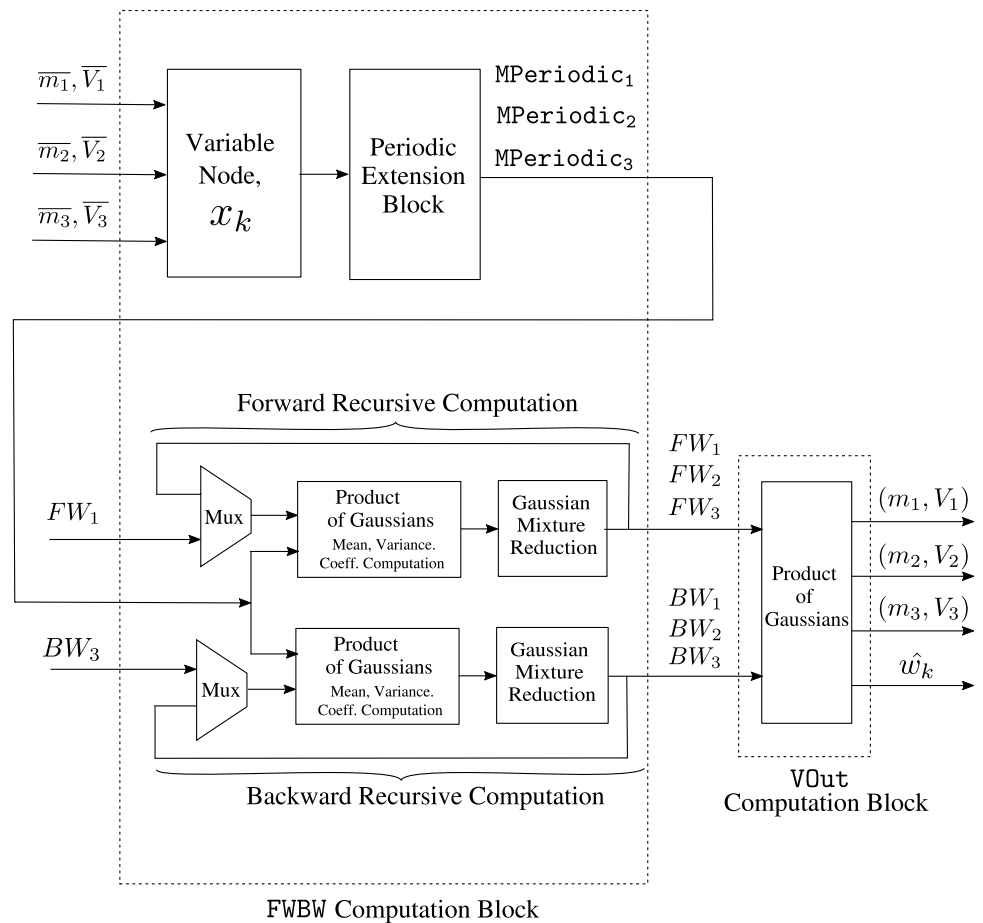 m̅₁, V̅₁
m̅₂, V̅₂
m̅₃, V̅₃
Variable
Node,
xₖ
Periodic
Extension
Block
MPeriodic₁
MPeriodic₂
MPeriodic₃
Forward Recursive Computation
FW₁
Mux
Product
of Gaussians
Mean, Variance.
Coeff. Computation
Gaussian
Mixture
Reduction
FW₁
FW₂
FW₃
BW₃
Mux
Product
of Gaussians
Mean, Variance.
Coeff. Computation
Gaussian
Mixture
Reduction
BW₁
BW₂
BW₃
Backward Recursive Computation
Product
of
Gaussians
(m₁, V₁)
(m₂, V₂)
(m₃, V₃)
ŵₖ
VOut
Computation Block
FWBW Computation Block